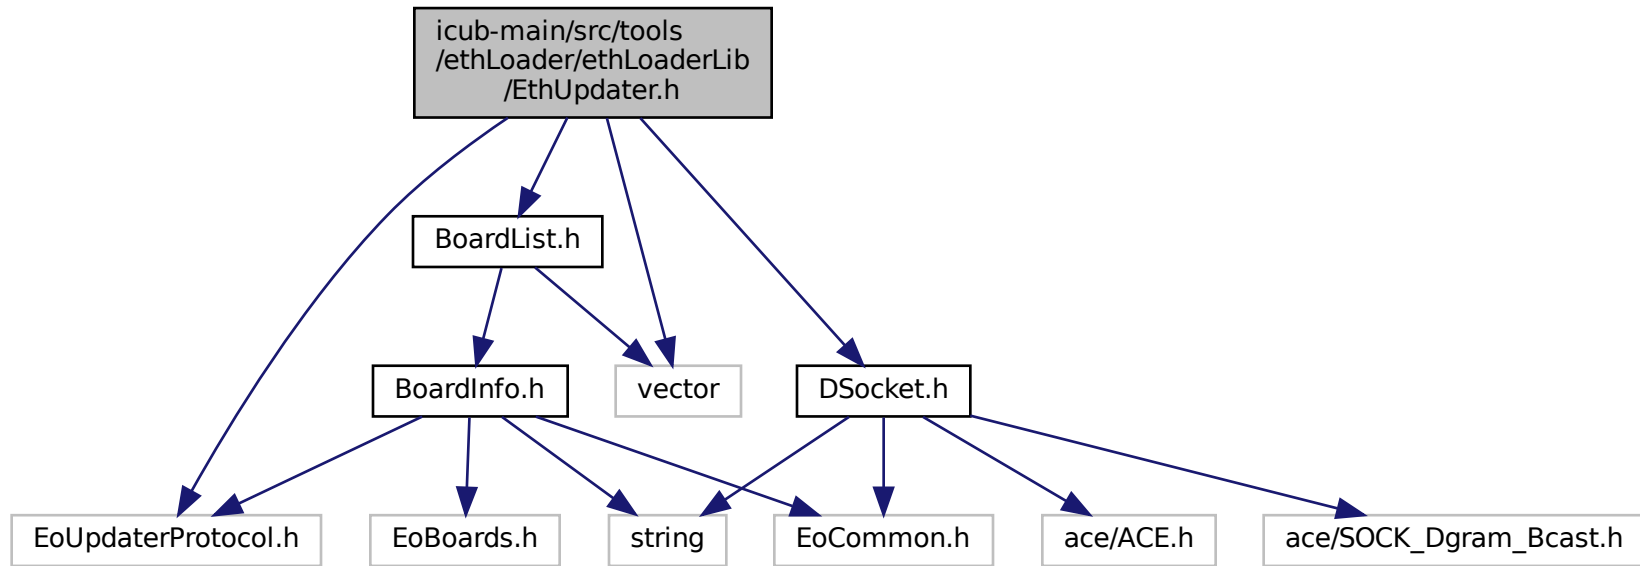 icub-main/src/tools
/ethLoader/ethLoaderLib
/EthUpdater.h
BoardList.h
BoardInfo.h
vector
DSocket.h
EoUpdaterProtocol.h
EoBoards.h
string
EoCommon.h
ace/ACE.h
ace/SOCK_Dgram_Bcast.h